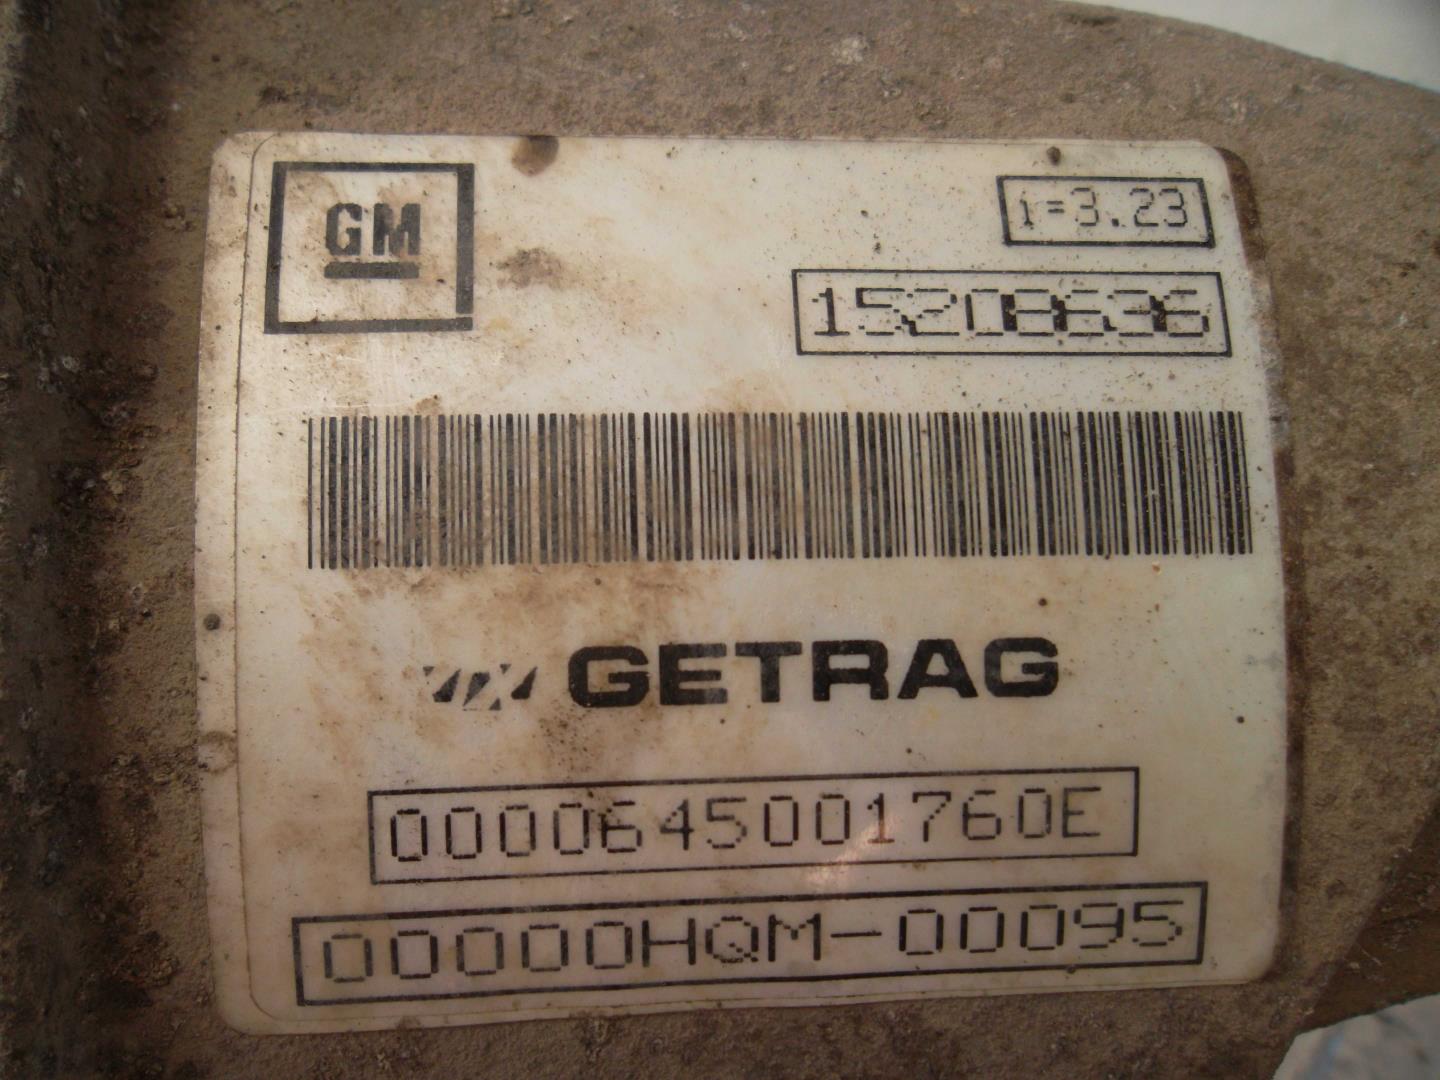 GM
i=3.23
15208636
GETRAG
0000645001760E
00000HQM-00095